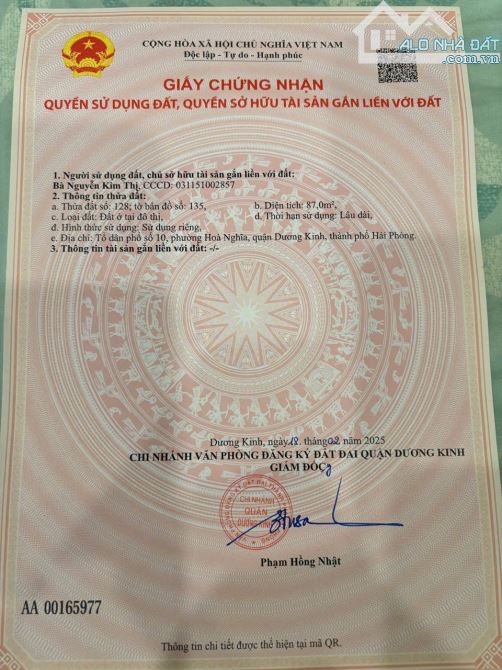 CỘNG HÒA XÃ HỘI CHỦ NGHĨA VIỆT NAM
Độc lập - Tự do - Hạnh phúc
ALO NHÀ ĐẤT
.com.vn
GIẤY CHỨNG NHẬN
QUYỀN SỬ DỤNG ĐẤT, QUYỀN SỞ HỮU TÀI SẢN GẮN LIỀN VỚI ĐẤT
1. Người sử dụng đất, chủ sở hữu tài sản gắn liền với đất:
Bà Nguyễn Kim Thị, CCCD: 031151002857
2. Thông tin thửa đất:
a. Thửa đất số: 128; tờ bản đồ số: 135, b. Diện tích: 87,0m².
c. Loại đất: Đất ở tại đô thị, d. Thời hạn sử dụng: Lâu dài,
đ. Hình thức sử dụng: Sử dụng riêng,
e. Địa chỉ: Tổ dân phố số 10, phường Hoà Nghĩa, quận Dương Kinh, thành phố Hải Phòng.
3. Thông tin tài sản gắn liền với đất: -/-
Dương Kinh, ngày 18 tháng 02 năm 2025
CHI NHÁNH VĂN PHÒNG ĐĂNG KÝ ĐẤT ĐAI QUẬN DƯƠNG KINH
GIÁM ĐỐC
CHI NHÁNH
QUẬN
DƯƠNG KINH
Phạm Hồng Nhật
AA 00165977
Thông tin chi tiết được thể hiện tại mã QR.